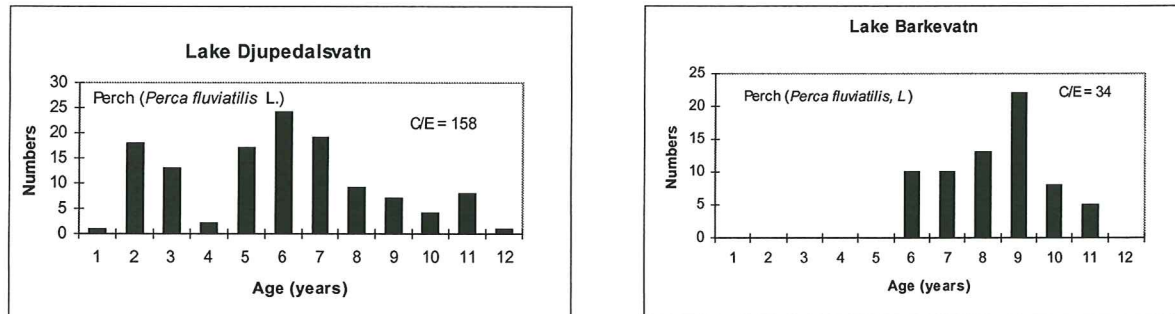 Lake Djupedalsvatn
30
25
20
15
10
5
0
Numbers
Perch (Perca fluviatilis L.)
C/E = 158
1 2 3 4 5 6 7 8 9 10 11 12
Age (years)
Lake Barkevatn
25
20
15
10
5
0
Numbers
Perch (Perca fluviatilis, L)
C/E = 34
1 2 3 4 5 6 7 8 9 10 11 12
Age (years)